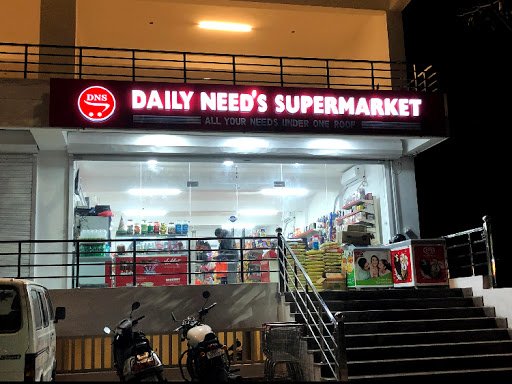 DNS
DAILY NEED'S SUPERMARKET
ALL YOUR NEEDS UNDER ONE ROOF